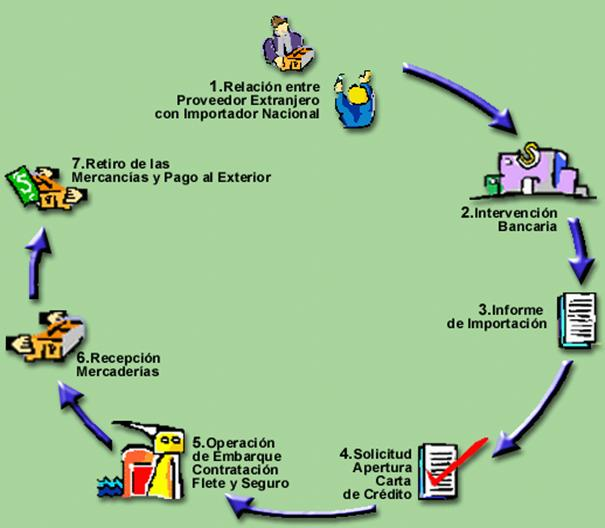 1.Relación entre
Proveedor Extranjero
con Importador Nacional
2.Intervención
Bancaria
3.Informe
de Importación
4.Solicitud
Apertura
Carta
de Crédito
5.Operación
de Embarque
Contratación
Flete y Seguro
6.Recepción
Mercaderías
7.Retiro de las
Mercancías y Pago al Exterior